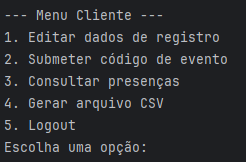 --- Menu Cliente ---
1. Editar dados de registro
2. Submeter código de evento
3. Consultar presenças
4. Gerar arquivo CSV
5. Logout
Escolha uma opção: